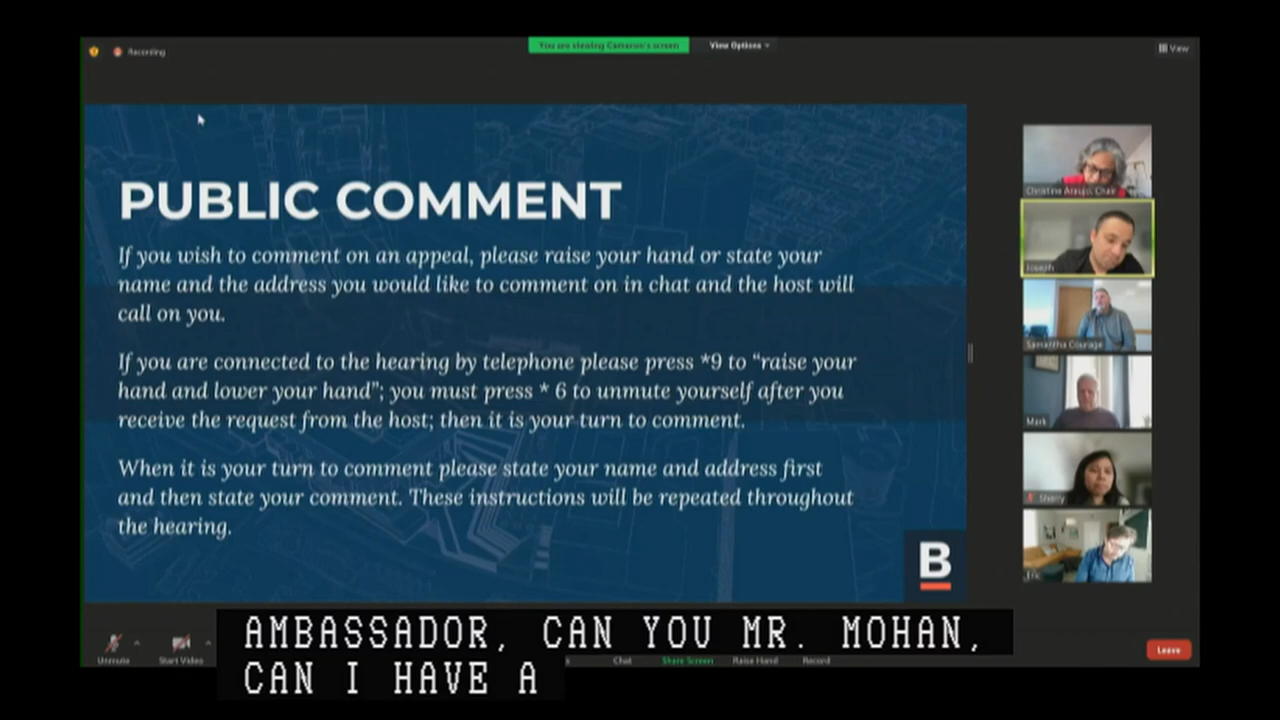 Recording
You are viewing Cameron's screen
View Options
View
PUBLIC COMMENT
If you wish to comment on an appeal, please raise your hand or state your
name and the address you would like to comment on in chat and the host will
call on you.
If you are connected to the hearing by telephone please press *9 to “raise your
hand and lower your hand”; you must press * 6 to unmute yourself after you
receive the request from the host; then it is your turn to comment.
When it is your turn to comment please state your name and address first
and then state your comment. These instructions will be repeated throughout
the hearing.
B
Christine Araujo, Chair
Joseph
Samantha Courage
Mark
Sherry
AMBASSADOR, CAN YOU MR. MOHAN,
CAN I HAVE A
Unmute
Start Video
Chat
Share Screen
Raise Hand
Record
Leave